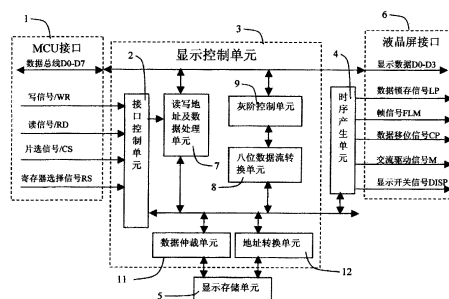 1
MCU接口
数据总线D0-D7
写信号/WR
读信号/RD
片选信号/CS
寄存器选择信号RS
2
接口控制单元
3
显示控制单元
读写地
址及数
据处理
单元
7
9
灰阶控制单元
八位数据流转
换单元
8
4
时序产生单元
6
液晶屏接口
显示数据D0-D3
数据锁存信号LP
帧信号FLM
数据移位信号CP
交流驱动信号M
显示开关信号DISP
数据仲裁单元
11
地址转换单元
12
显示存储单元
5